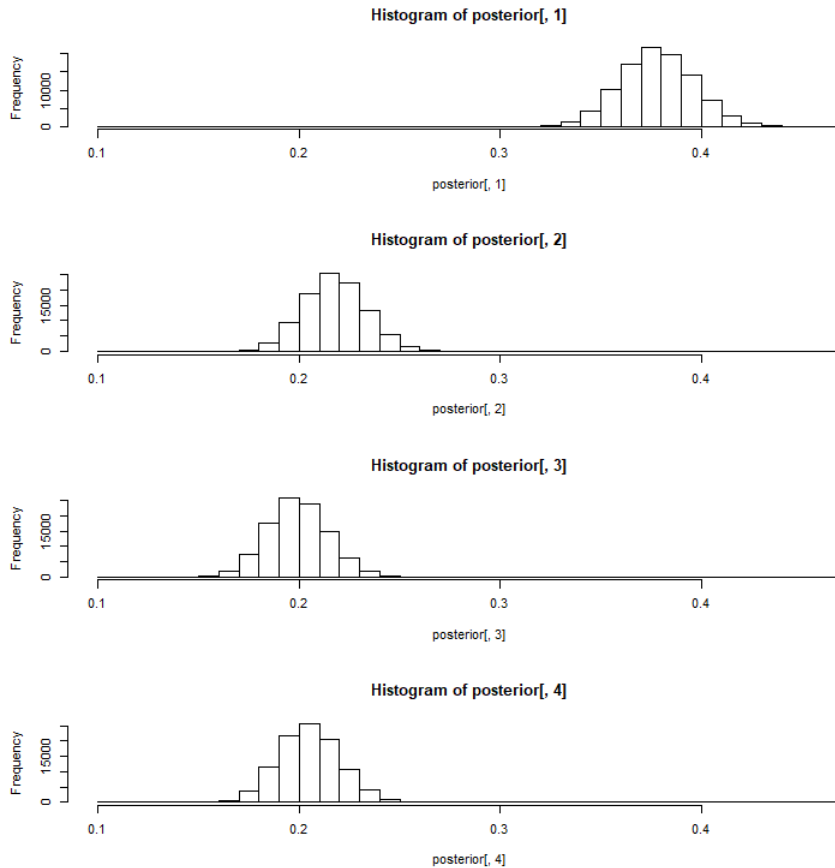 Histogram of posterior[, 1]
Frequency
0 10000
0.1 0.2 0.3 0.4
posterior[, 1]
Histogram of posterior[, 2]
Frequency
0 15000
0.1 0.2 0.3 0.4
posterior[, 2]
Histogram of posterior[, 3]
Frequency
0 15000
0.1 0.2 0.3 0.4
posterior[, 3]
Histogram of posterior[, 4]
Frequency
0 15000
0.1 0.2 0.3 0.4
posterior[, 4]